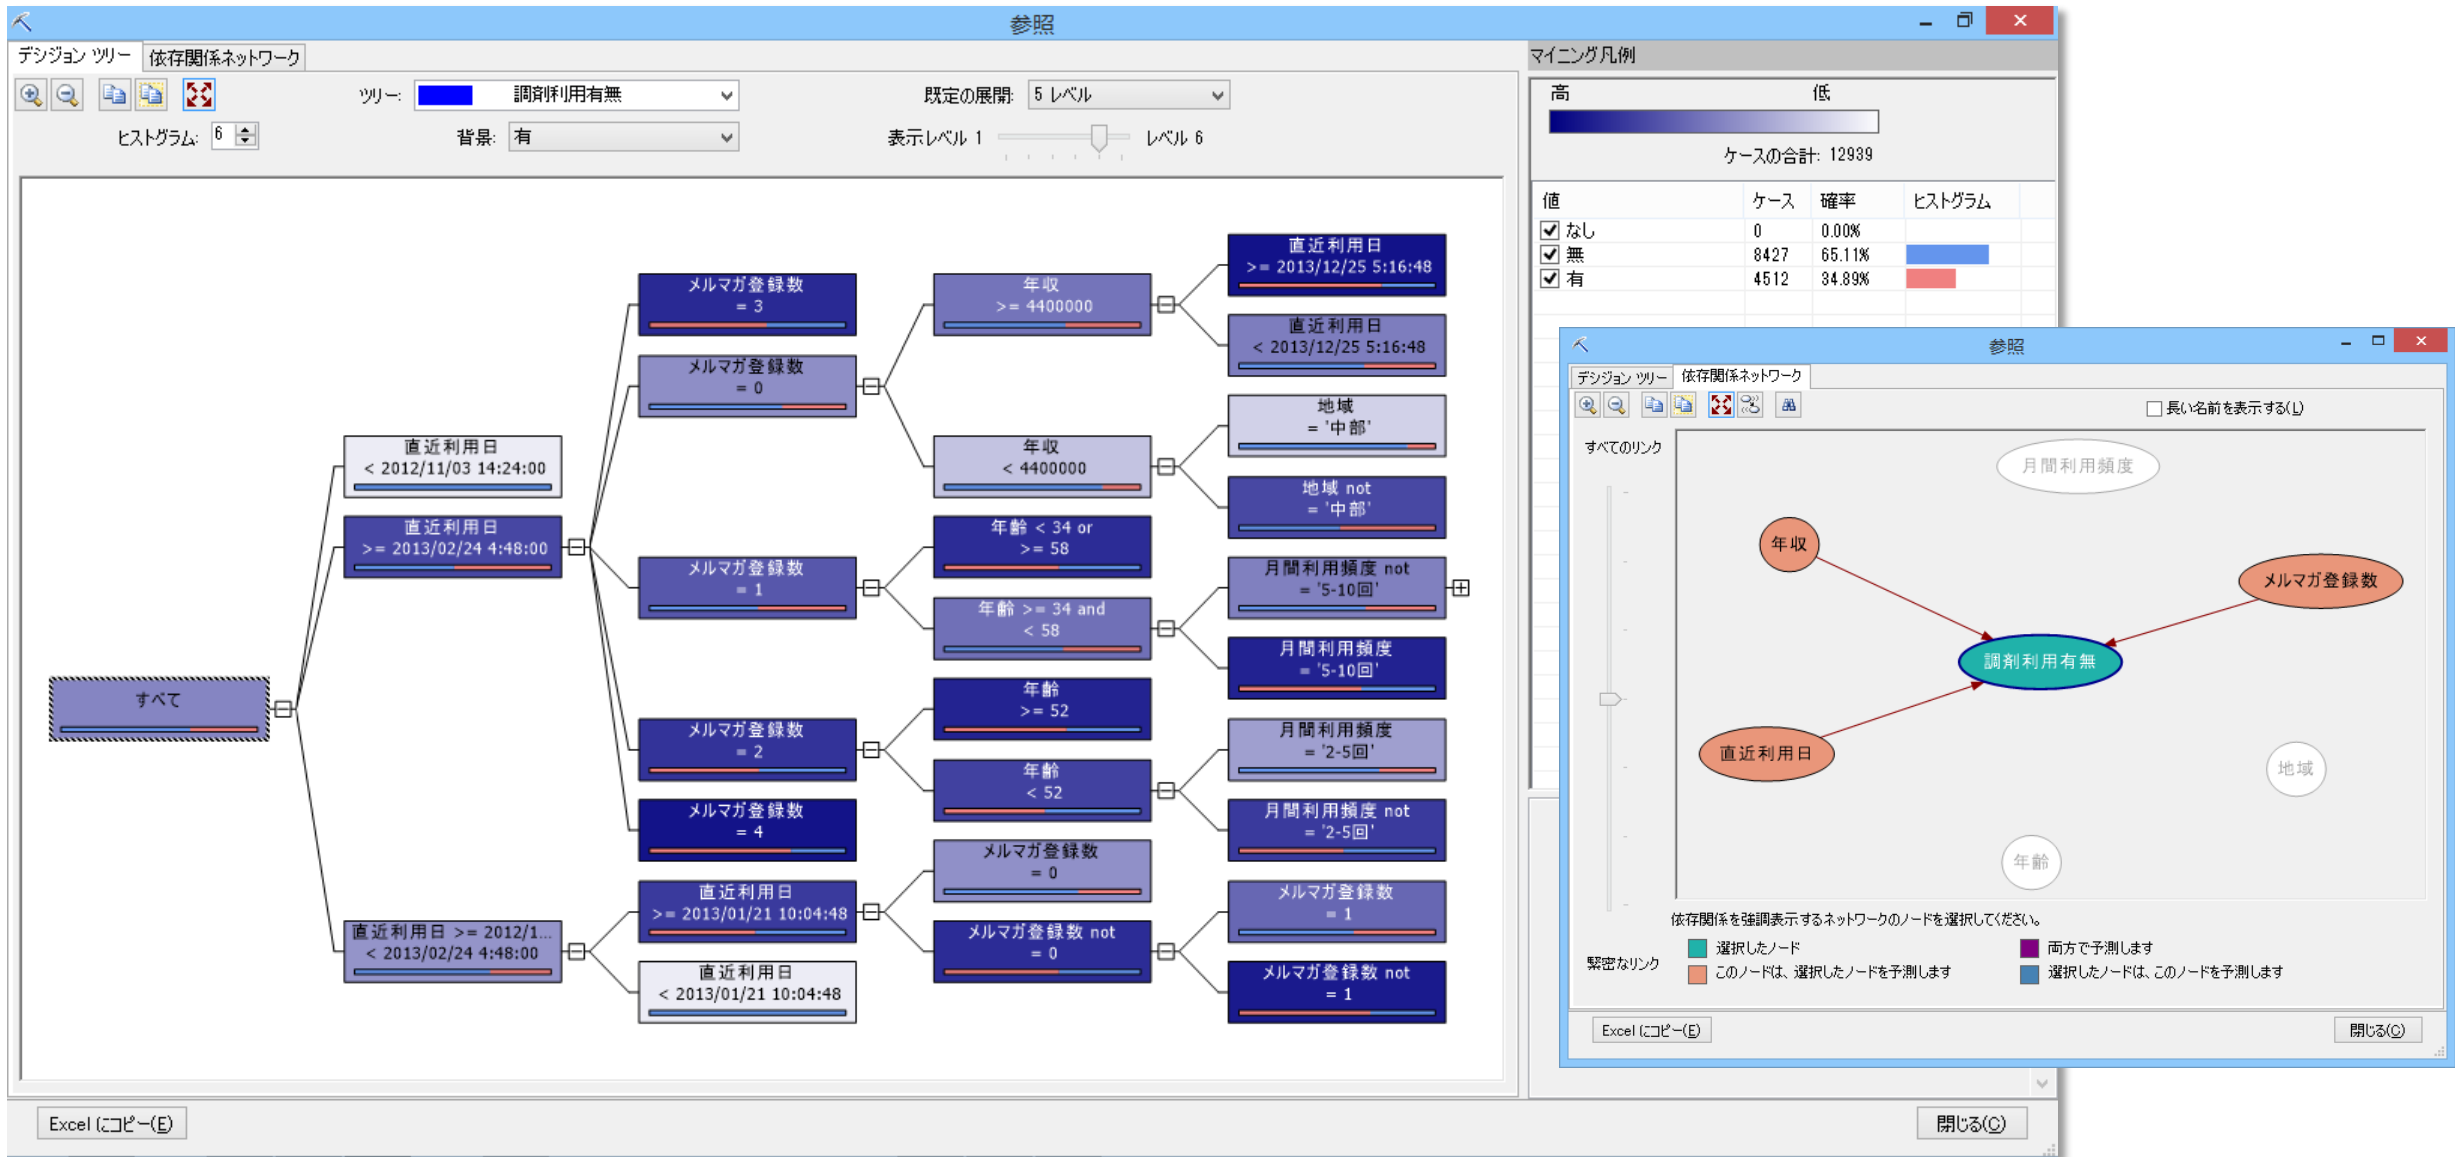 参照
デシジョン ツリー
依存関係ネットワーク
ツリー:
調剤利用有無
既定の展開:
5 レベル
ヒストグラム:
6
背景:
有
表示レベル 1
レベル 6
すべて
直近利用日
< 2012/11/03 14:24:00
直近利用日
>= 2013/02/24 4:48:00
直近利用日 >= 2012/1...
< 2013/02/24 4:48:00
メルマガ登録数
= 3
メルマガ登録数
= 0
メルマガ登録数
= 1
メルマガ登録数
= 2
メルマガ登録数
= 4
直近利用日
>= 2013/01/21 10:04:48
直近利用日
< 2013/01/21 10:04:48
年収
>= 4400000
年収
< 4400000
年齢 < 34 or
>= 58
年齢 >= 34 and
< 58
年齢
>= 52
年齢
< 52
メルマガ登録数
= 0
メルマガ登録数 not
= 0
直近利用日
>= 2013/12/25 5:16:48
直近利用日
< 2013/12/25 5:16:48
地域
= '中部'
地域 not
= '中部'
月間利用頻度 not
= '5-10回'
月間利用頻度
= '5-10回'
月間利用頻度
= '2-5回'
月間利用頻度 not
= '2-5回'
メルマガ登録数
= 1
メルマガ登録数 not
= 1
Excel にコピー(E)
閉じる(C)
マイニング凡例
高
低
ケースの合計: 12939
値 ケース 確率 ヒストグラム
なし 0 0.00%
無 8427 65.11%
有 4512 34.89%
参照
デシジョン ツリー
依存関係ネットワーク
長い名前を表示する(L)
すべてのリンク
月間利用頻度
年収
メルマガ登録数
調剤利用有無
直近利用日
地域
年齢
依存関係を強調表示するネットワークのノードを選択してください。
緊密なリンク
選択したノード
両方で予測します
このノードは、選択したノードを予測します
選択したノードは、このノードを予測します
Excel にコピー(E)
閉じる(C)